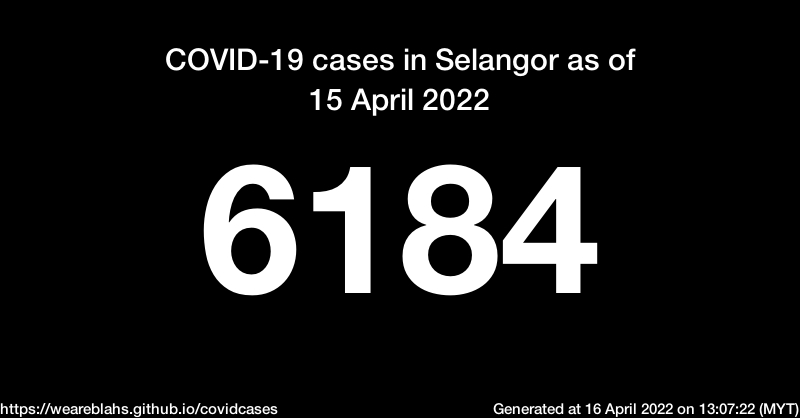 COVID-19 cases in Selangor as of
15 April 2022
6184
https://weareblahs.github.io/covidcases
Generated at 16 April 2022 on 13:07:22 (MYT)